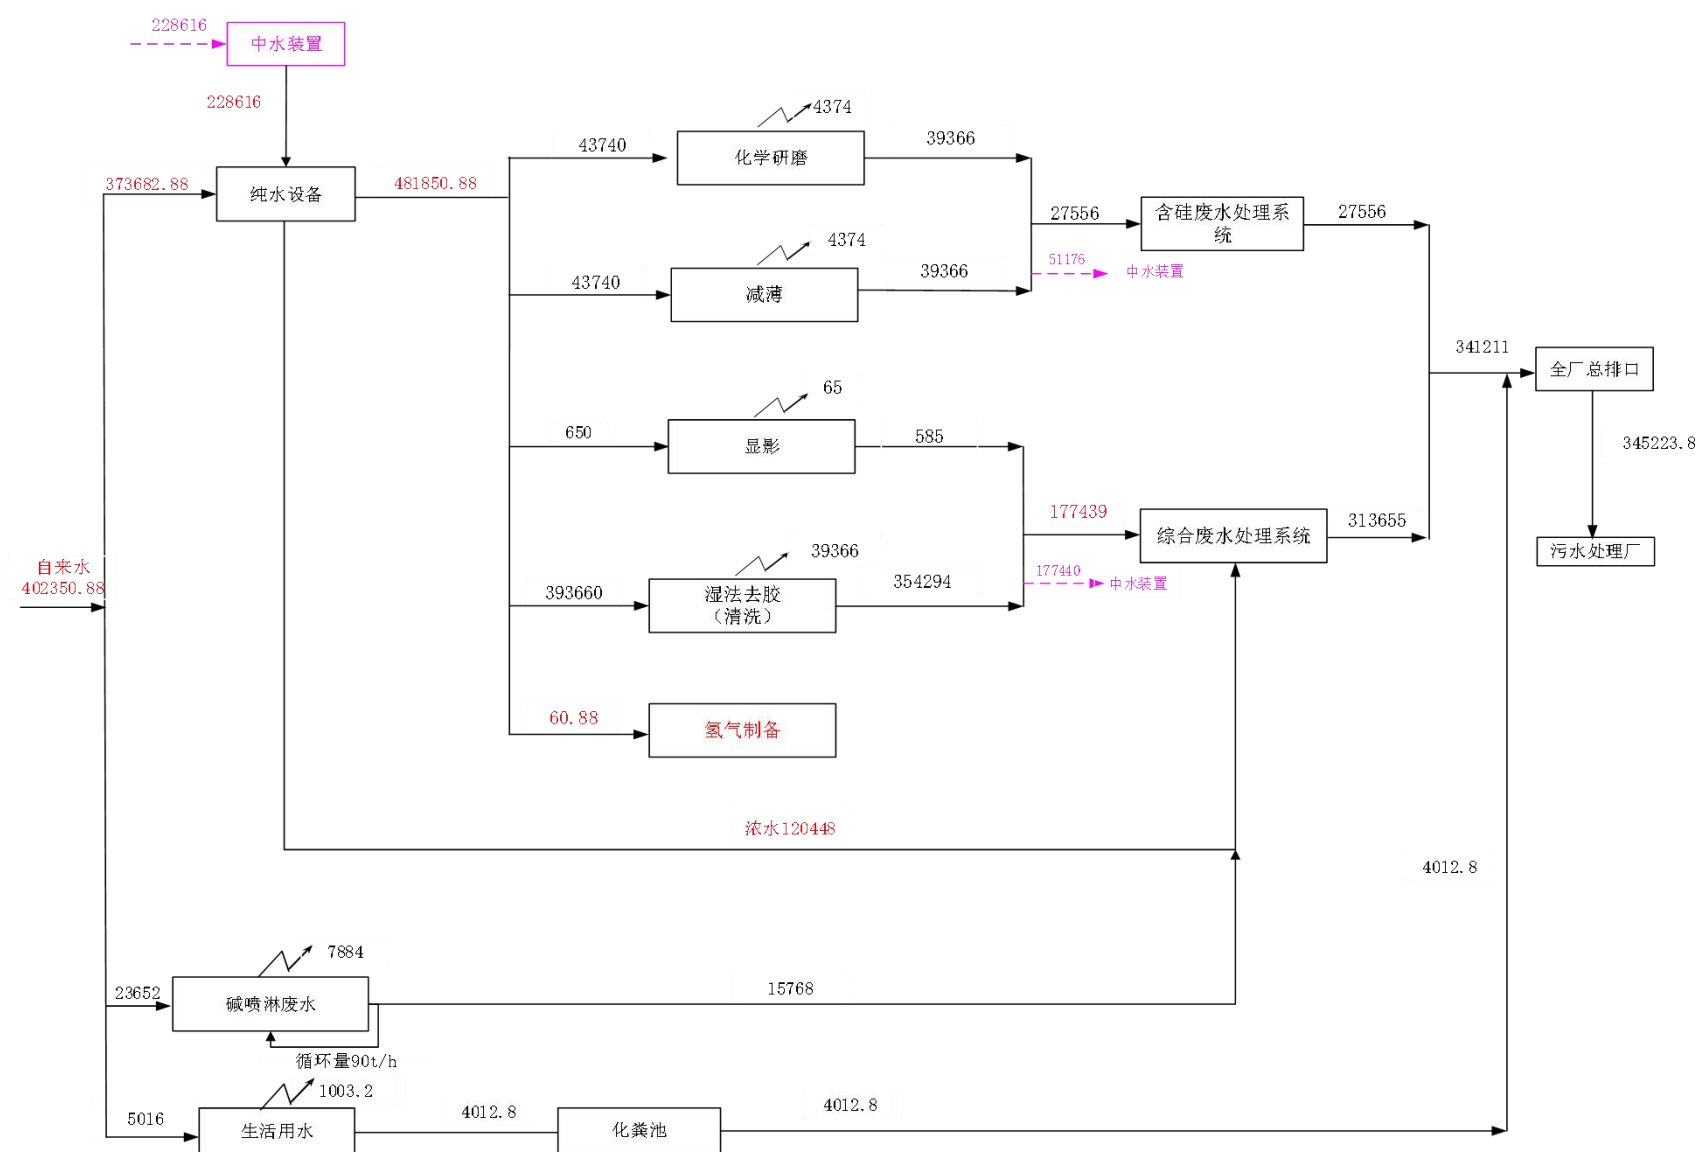 228616
中水装置
228616
373682.88
纯水设备
481850.88
43740
4374
化学研磨
39366
43740
4374
减薄
39366
27556
含硅废水处理系
统
27556
51176
中水装置
650
65
显影
585
341211
全厂总排口
345223.8
污水处理厂
177439
综合废水处理系统
313655
177440
中水装置
393660
39366
湿法去胶
（清洗）
354294
自来水
402350.88
60.88
氢气制备
浓水120448
4012.8
23652
7884
碱喷淋废水
15768
循环量90t/h
5016
1003.2
生活用水
4012.8
化粪池
4012.8